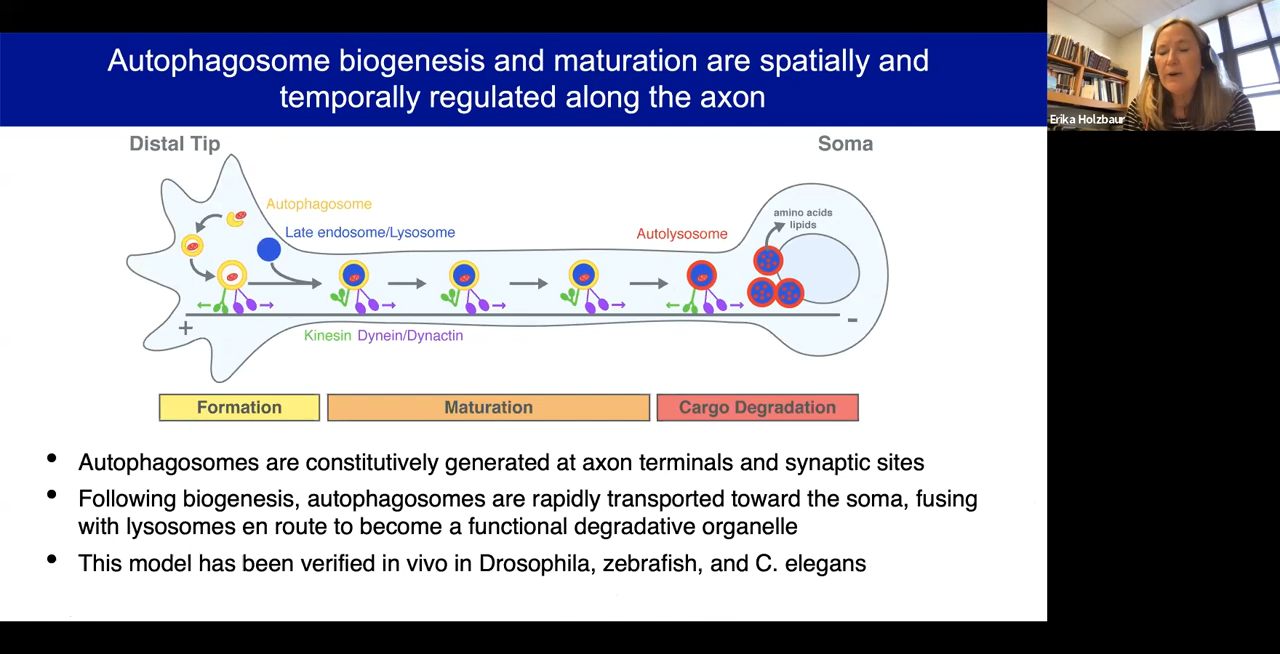 Autophagosome biogenesis and maturation are spatially and
temporally regulated along the axon
Erika Holzbaur
Distal Tip
Soma
Autophagosome
amino acids
lipids
Late endosome/Lysosome
Autolysosome
+
-
Kinesin Dynein/Dynactin
Formation
Maturation
Cargo Degradation
• Autophagosomes are constitutively generated at axon terminals and synaptic sites
• Following biogenesis, autophagosomes are rapidly transported toward the soma, fusing
with lysosomes en route to become a functional degradative organelle
• This model has been verified in vivo in Drosophila, zebrafish, and C. elegans